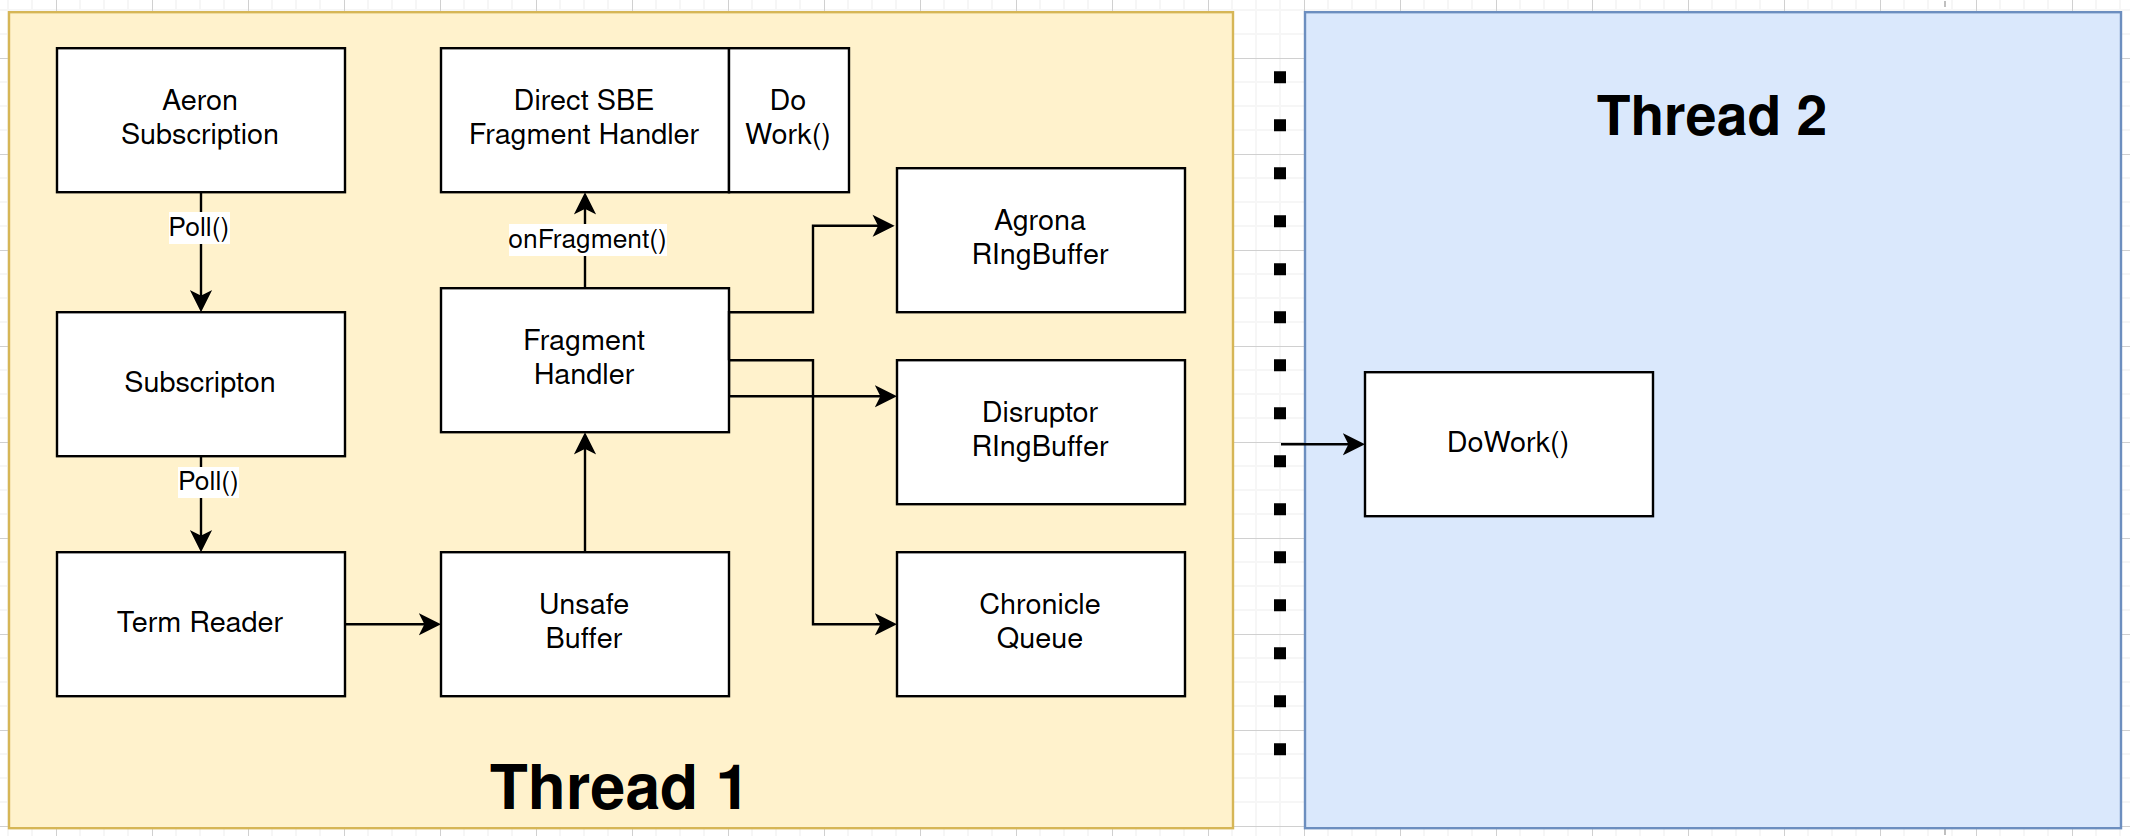 Aeron
Subscription
Poll()
Subscripton
Poll()
Term Reader
Direct SBE
Fragment Handler
Do
Work()
onFragment()
Fragment
Handler
Unsafe
Buffer
Agrona
RIngBuffer
Disruptor
RIngBuffer
Chronicle
Queue
Thread 1
Thread 2
DoWork()